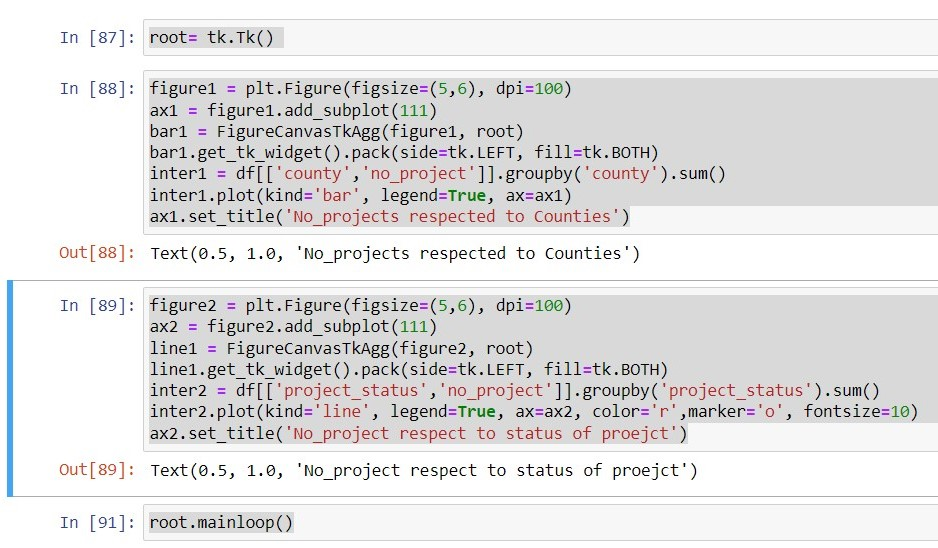 In [87]: root= tk.Tk()
In [88]: figure1 = plt.Figure(figsize=(5,6), dpi=100)
ax1 = figure1.add_subplot(111)
bar1 = FigureCanvasTkAgg(figure1, root)
bar1.get_tk_widget().pack(side=tk.LEFT, fill=tk.BOTH)
inter1 = df[['county','no_project']].groupby('county').sum()
inter1.plot(kind='bar', legend=True, ax=ax1)
ax1.set_title('No_projects respected to Counties')
Out[88]: Text(0.5, 1.0, 'No_projects respected to Counties')
In [89]: figure2 = plt.Figure(figsize=(5,6), dpi=100)
ax2 = figure2.add_subplot(111)
line1 = FigureCanvasTkAgg(figure2, root)
line1.get_tk_widget().pack(side=tk.LEFT, fill=tk.BOTH)
inter2 = df[['project_status','no_project']].groupby('project_status').sum()
inter2.plot(kind='line', legend=True, ax=ax2, color='r',marker='o', fontsize=10)
ax2.set_title('No_project respect to status of proejct')
Out[89]: Text(0.5, 1.0, 'No_project respect to status of proejct')
In [91]: root.mainloop()